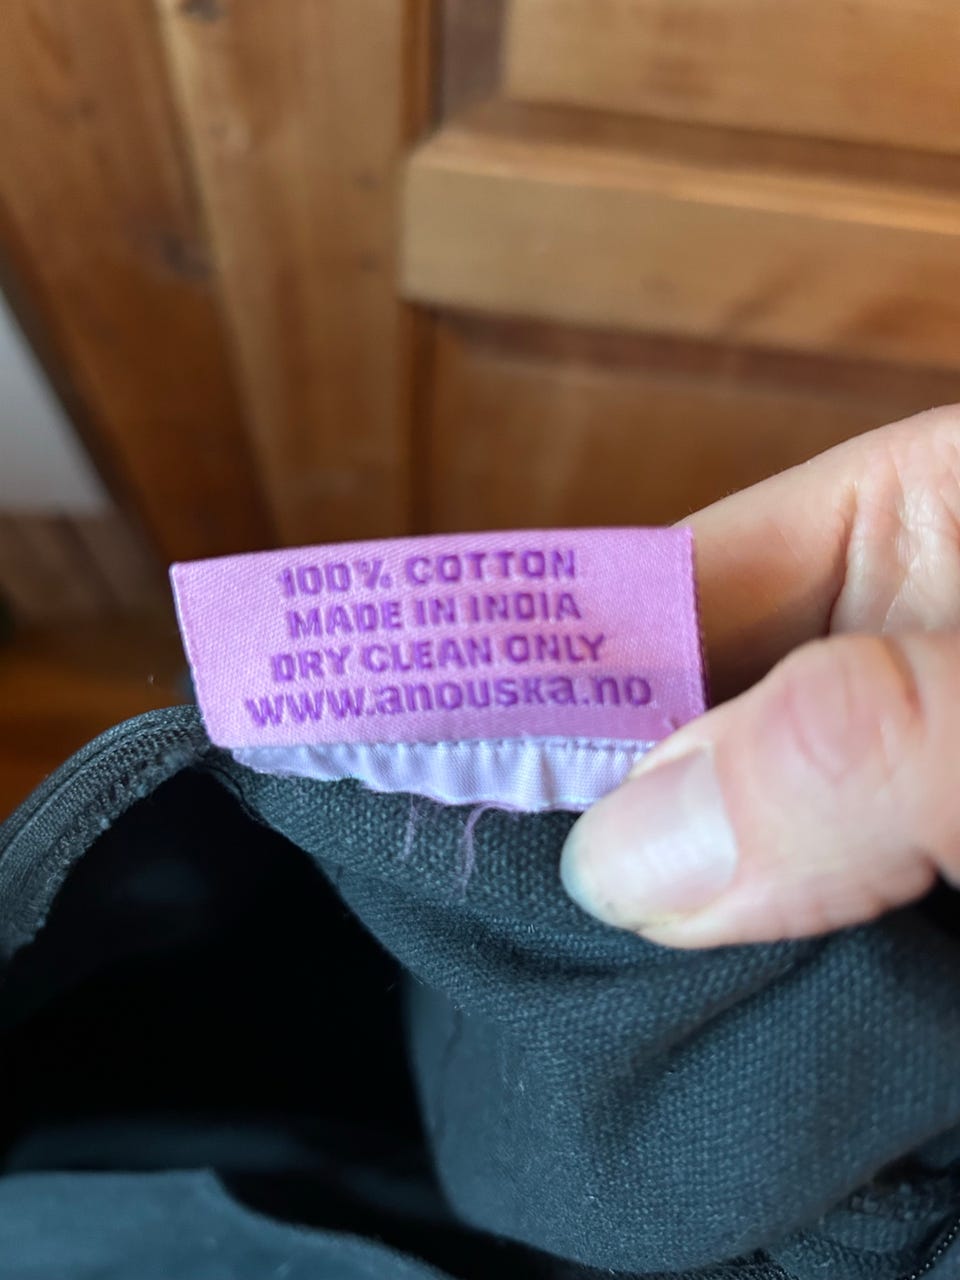 100% COTTON
MADE IN INDIA
DRY CLEAN ONLY
www.anouska.no